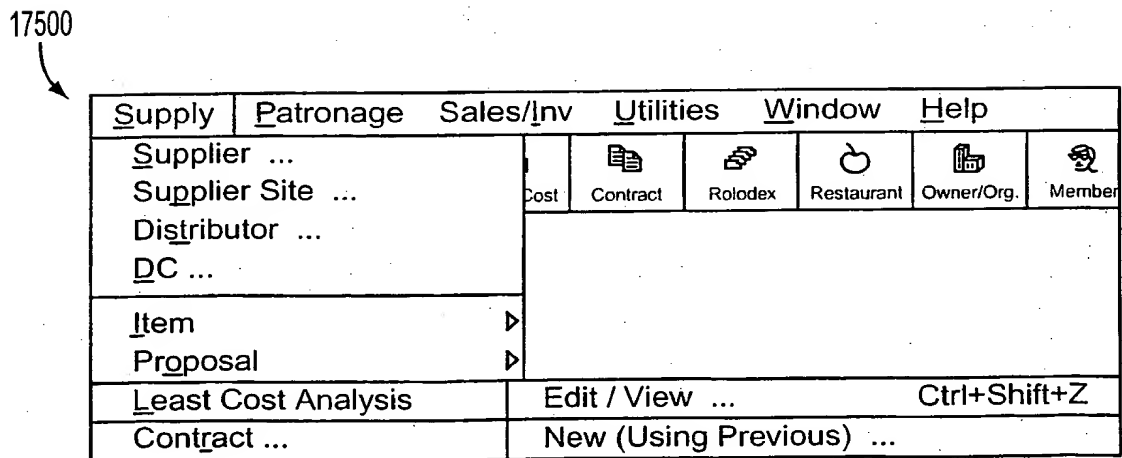 17500
Supply Patronage Sales/Inv Utilities Window Help
Supplier ...
Cost Contract Rolodex Restaurant Owner/Org. Member
Supplier Site ...
Distributor ...
DC ...
Item
Proposal
Least Cost Analysis Edit / View ... Ctrl+Shift+Z
Contract ... New (Using Previous) ...